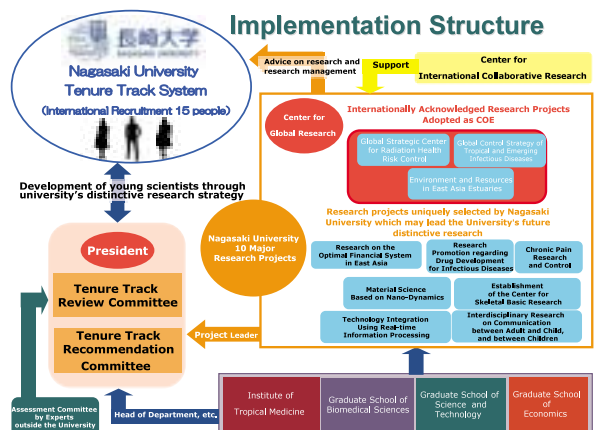 Implementation Structure
長崎大学
Nagasaki University
Tenure Track System
(International Recruitment 15 people)
Advice on research and
research management
Support
Center for
International Collaborative Research
Center for
Global Research
Internationally Acknowledged Research Projects
Adopted as COE
Global Strategic Center
for Radiation Health
Risk Control
Global Control Strategy of
Tropical and Emerging
Infectious Diseases
Environment and Resources
in East Asia Estuaries
Development of young scientists through
university's distinctive research strategy
Nagasaki University
10 Major
Research Projects
Research projects uniquely selected by Nagasaki
University which may lead the University's future
distinctive research
Research on the
Optimal Financial System
in East Asia
Research
Promotion regarding
Drug Development
for Infectious Diseases
Chronic Pain
Research
and Control
Material Science
Based on Nano-Dynamics
Establishment
of the Center for
Skeletal Basic Research
Technology Integration
Using Real-time
Information Processing
Interdisciplinary Research
on Communication
between Adult and Child,
and between Children
President
Tenure Track
Review Committee
Tenure Track
Recommendation
Committee
Project Leader
Assessment Committee
by Experts
outside the University
Head of Department, etc.
Institute of
Tropical Medicine
Graduate School of
Biomedical Sciences
Graduate School of
Science and
Technology
Graduate School
of
Economics